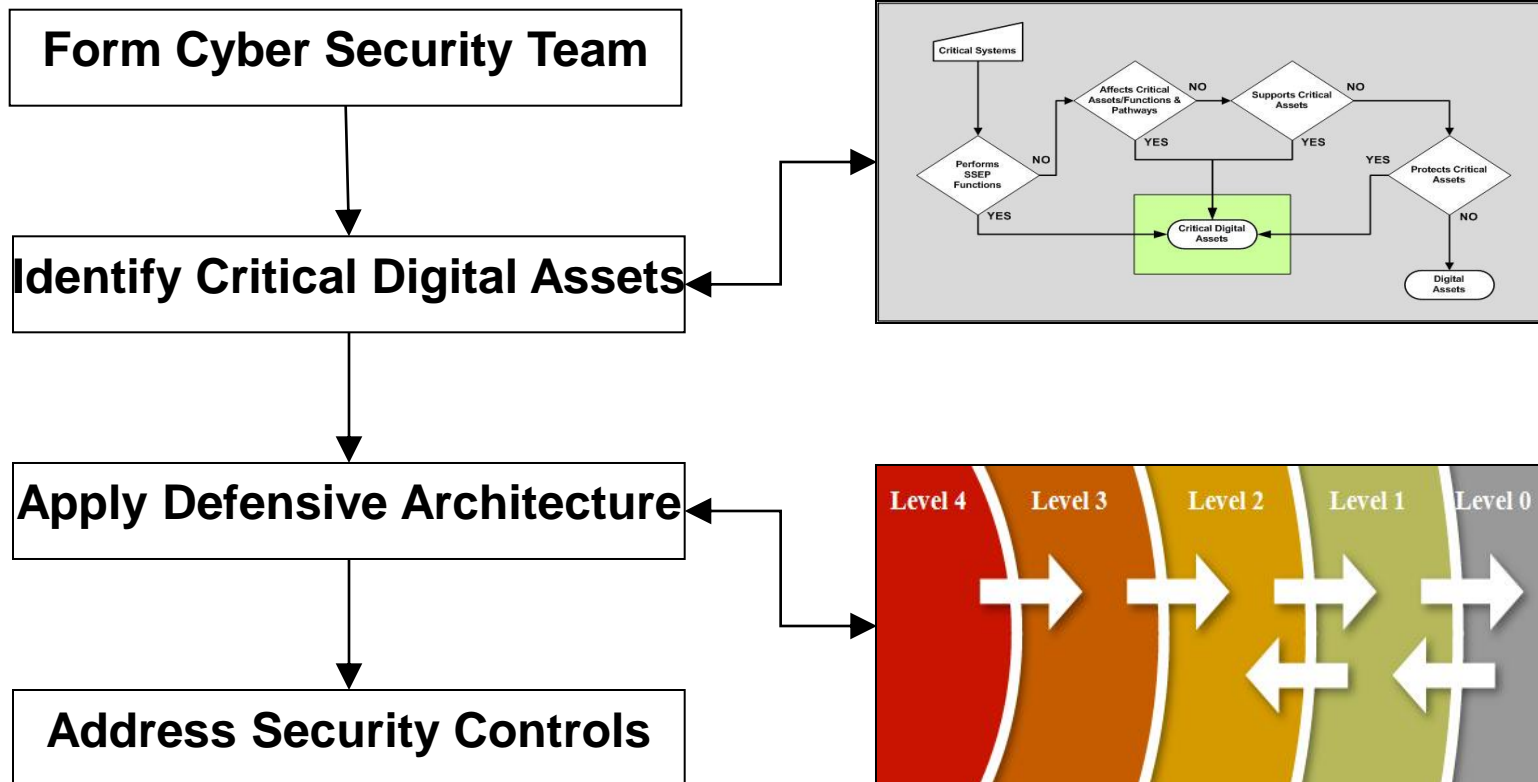 Form Cyber Security Team
Identify Critical Digital Assets
Apply Defensive Architecture
Address Security Controls
Critical Systems
Performs
SSEP
Functions
NO
YES
Affects Critical
Assets/Functions &
Pathways
NO
YES
Supports Critical
Assets
NO
YES
Protects Critical
Assets
YES
NO
Critical Digital
Assets
Digital
Assets
Level 4
Level 3
Level 2
Level 1
Level 0